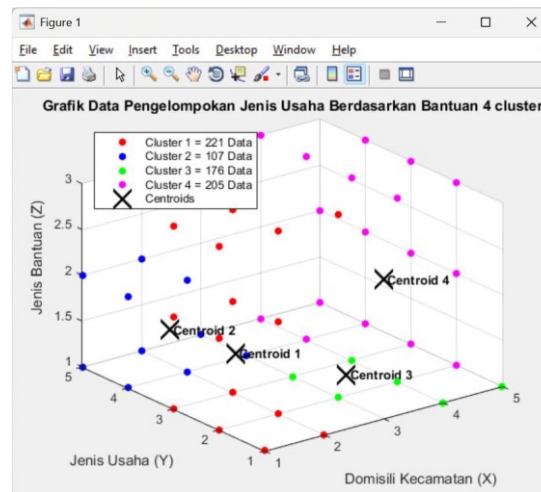 Figure 1
File Edit View Insert Tools Desktop Window Help
Grafik Data Pengelompokan Jenis Usaha Berdasarkan Bantuan 4 cluster
Cluster 1 = 221 Data
Cluster 2 = 107 Data
Cluster 3 = 176 Data
Cluster 4 = 205 Data
Centroids
3
2.5
2
1.5
1
Jenis Bantuan (Z)
Centroid 4
Centroid 2
Centroid 1
Centroid 3
5
4
3
2
1
Jenis Usaha (Y)
1
2
3
4
5
Domisili Kecamatan (X)